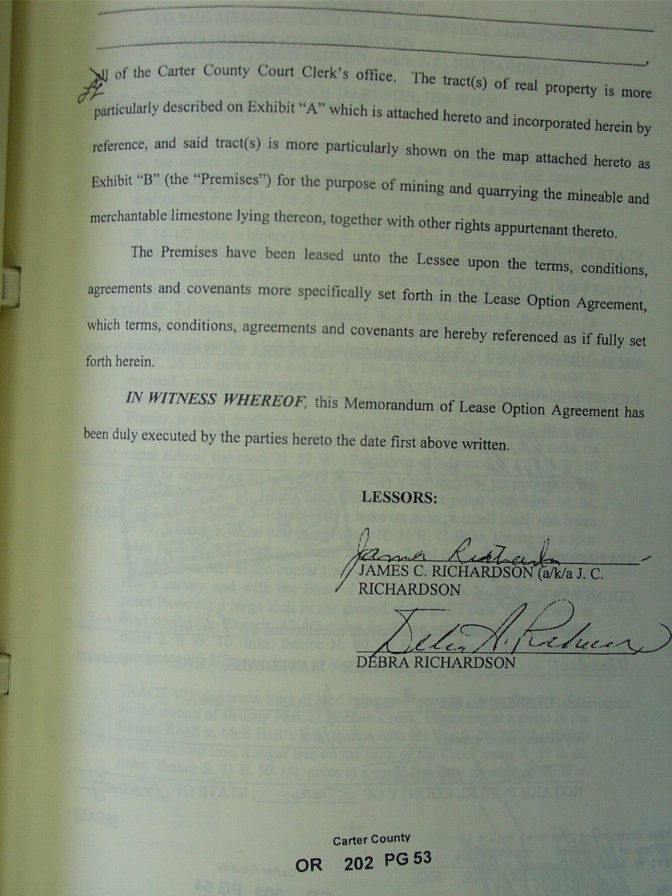 all of the Carter County Court Clerk's office. The tract(s) of real property is more
particularly described on Exhibit “A” which is attached hereto and incorporated herein by
reference, and said tract(s) is more particularly shown on the map attached hereto as
Exhibit “B” (the “Premises”) for the purpose of mining and quarrying the mineable and
merchantable limestone lying thereon, together with other rights appurtenant thereto.
The Premises have been leased unto the Lessee upon the terms, conditions,
agreements and covenants more specifically set forth in the Lease Option Agreement,
which terms, conditions, agreements and covenants are hereby referenced as if fully set
forth herein.
IN WITNESS WHEREOF, this Memorandum of Lease Option Agreement has
been duly executed by the parties hereto the date first above written.
LESSORS:
James Richardson
JAMES C. RICHARDSON (a/k/a J. C.
RICHARDSON
Debra A. Richardson
DEBRA RICHARDSON
Carter County
OR 202 PG 53